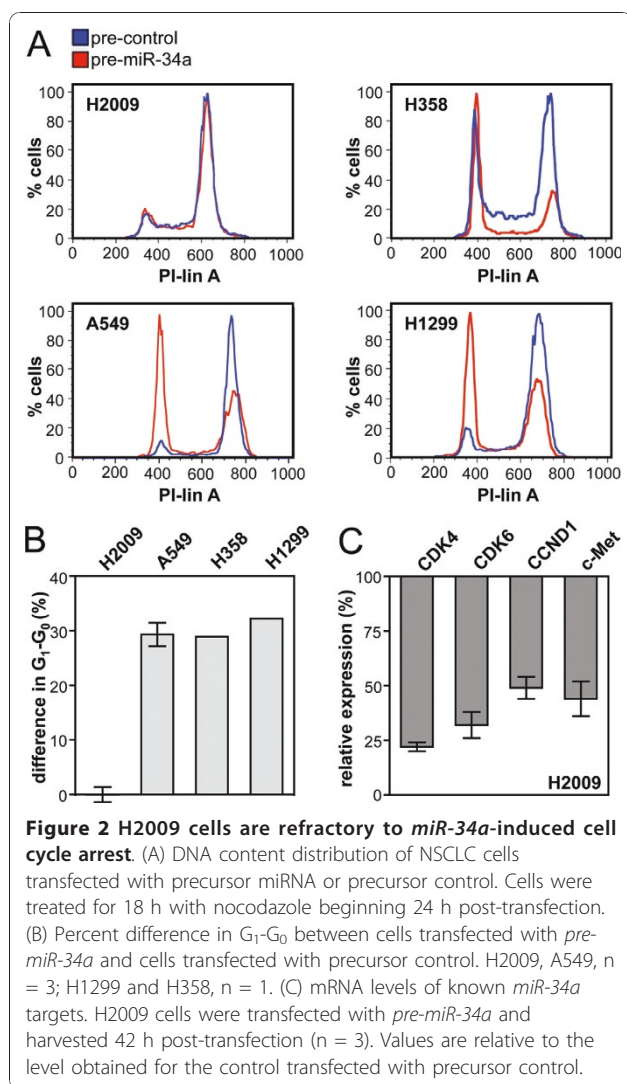 A
pre-control
pre-miR-34a
H2009
% cells
100
80
60
40
20
0
0 200 400 600 800 1000
PI-lin A
H358
% cells
100
80
60
40
20
0
0 200 400 600 800 1000
PI-lin A
A549
% cells
100
80
60
40
20
0
0 200 400 600 800 1000
PI-lin A
H1299
% cells
100
80
60
40
20
0
0 200 400 600 800 1000
PI-lin A
B
H2009 A549 H358 H1299
difference in G1-G0 (%)
40
30
20
10
0
C
CDK4 CDK6 CCND1 c-Met
relative expression (%)
100
75
50
25
0
H2009
Figure 2 H2009 cells are refractory to miR-34a-induced cell
cycle arrest. (A) DNA content distribution of NSCLC cells
transfected with precursor miRNA or precursor control. Cells were
treated for 18 h with nocodazole beginning 24 h post-transfection.
(B) Percent difference in G1-G0 between cells transfected with pre-
miR-34a and cells transfected with precursor control. H2009, A549, n
= 3; H1299 and H358, n = 1. (C) mRNA levels of known miR-34a
targets. H2009 cells were transfected with pre-miR-34a and
harvested 42 h post-transfection (n = 3). Values are relative to the
level obtained for the control transfected with precursor control.